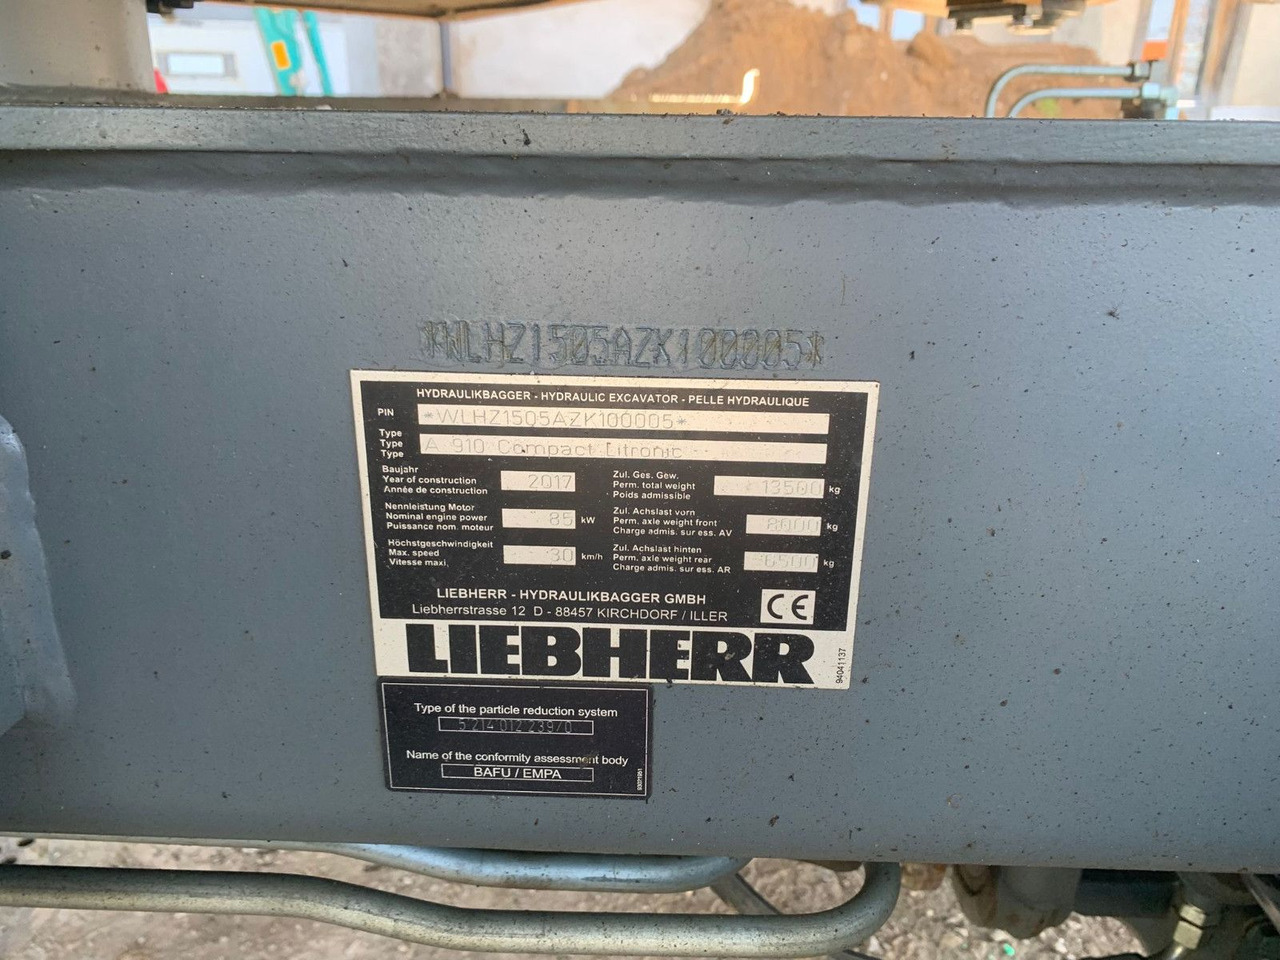 *WLHZ1505AZK100005*
HYDRAULIKBAGGER - HYDRAULIC EXCAVATOR - PELLE HYDRAULIQUE
PIN *WLHZ1505AZK100005*
Type
Type A 910 Compact Litronic
Type
Baujahr
Year of construction 2017
Année de construction
Zul. Ges. Gew.
Perm. total weight 13500 kg
Poids admissible
Nennleistung Motor
Nominal engine power 85 kW
Puissance nom. moteur
Zul. Achslast vorn
Perm. axle weight front 8000 kg
Charge admis. sur ess. AV
Höchstgeschwindigkeit
Max. speed 30 km/h
Vitesse maxi.
Zul. Achslast hinten
Perm. axle weight rear 6500 kg
Charge admis. sur ess. AR
LIEBHERR - HYDRAULIKBAGGER GMBH
Liebherrstrasse 12 D - 88457 KIRCHDORF / ILLER
CE
LIEBHERR
94041137
Type of the particle reduction system
5 214 012 239/0
Name of the conformity assessment body
BAFU / EMPA